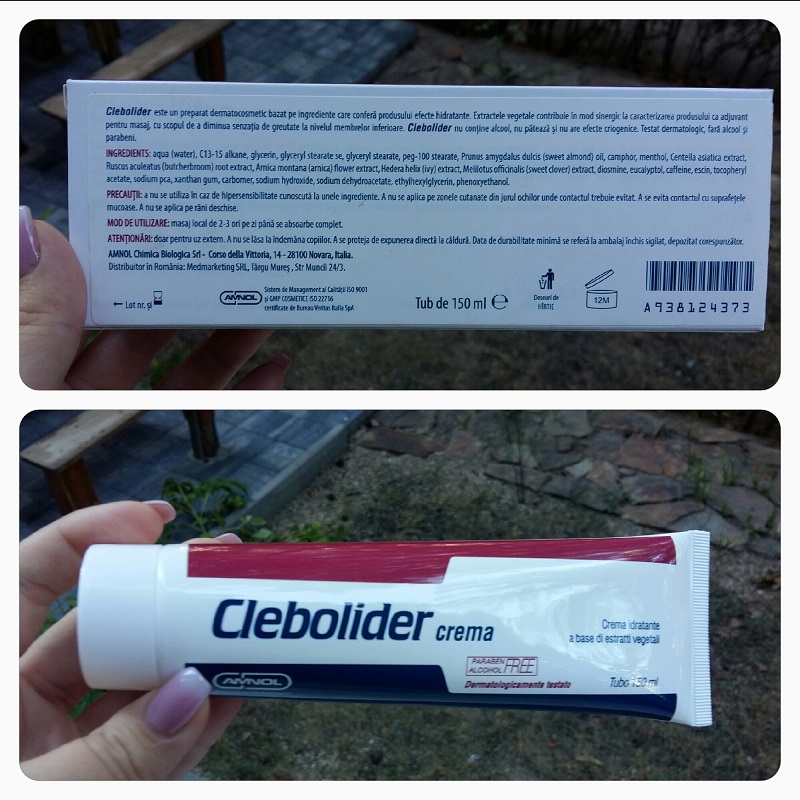 Clebolider este un preparat dermatocosmetic bazat pe ingrediente care conferă produsului efecte hidratante. Extractele vegetale contribuie în mod sinergic la caracterizarea produsului ca adjuvant
pentru masaj, cu scopul de a diminua senzația de greutate la nivelul membrelor inferioare. Clebolider nu conține alcool, nu pătează și nu are efecte criogenice. Testat dermatologic, fară alcool și
parabeni.
INGREDIENTS: aqua (water), C13-15 alkane, glycerin, glyceryl stearate se, glyceryl stearate, peg-100 stearate, Prunus amygdalus dulcis (sweet almond) oil, camphor, menthol, Centella asiatica extract,
Ruscus aculeatus (butcherbroom) root extract, Arnica montana (arnica) flower extract, Hedera helix (ivy) extract, Melilotus officinalis (sweet clover) extract, diosmine, eucalyptol, caffeine, escin, tocopheryl
acetate, sodium pca, xanthan gum, carbomer, sodium hydroxide, sodium dehydroacetate, ethylhexylglycerin, phenoxyethanol.
PRECAUȚII: a nu se utiliza în caz de hipersensibilitate cunoscută la unele ingrediente. A nu se aplica pe zonele cutanate din jurul ochilor unde contactul trebuie evitat. A se evita contactul cu suprafețele
mucoase. A nu se aplica pe răni deschise.
MOD DE UTILIZARE: masaj local de 2-3 ori pe zi până se absoarbe complet.
ATENȚIONĂRI: doar pentru uz extern. A nu se lăsa la îndemâna copiilor. A se proteja de expunerea directă la căldură. Data de durabilitate minimă se referă la ambalaj închis sigilat, depozitat corespunzător.
AMNOL Chimica Biologica Srl - Corso della Vittoria, 14 - 28100 Novara, Italia.
Distribuitor în România: Medmarketing SRL, Târgu Mureș, Str Muncii 24/3.
← Lot nr. și
AMNOL
Sistem de Management al Calității ISO 9001
și GMP COSMETICE ISO 22716
certificate de Bureau Veritas Italia SpA
Tub de 150 ml ℮
Deșeuri de
HÂRTIE
12M
A938124373
Clebolider crema
Crema idratante
a base di estratti vegetali
PARABEN
ALCOHOL FREE
Dermatologicamente testato
Tubo 150 ml
AMNOL